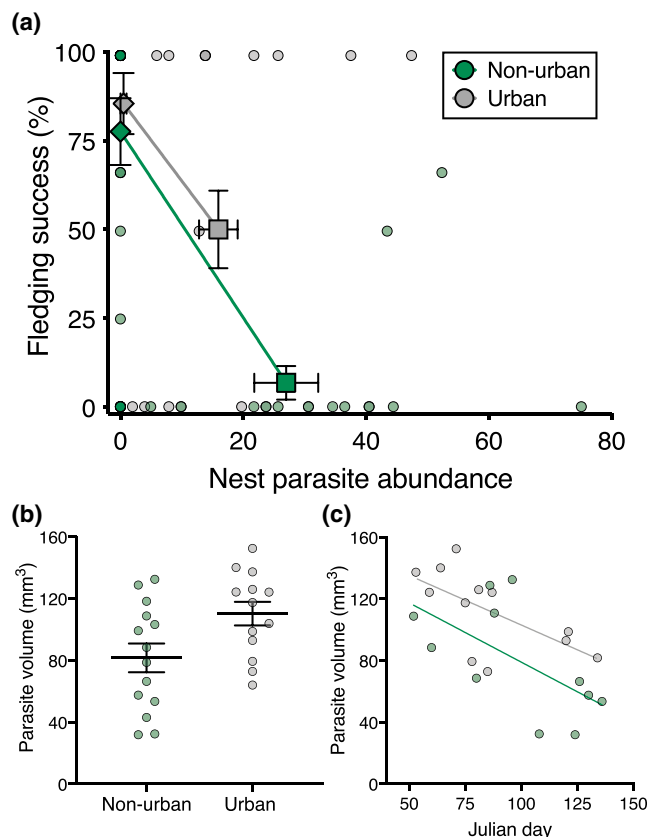 (a)
100
75
50
25
0
Fledging success (%)
Non-urban
Urban
0 20 40 60 80
Nest parasite abundance
(b)
160
120
80
40
0
Parasite volume (mm³)
Non-urban Urban
(c)
160
120
80
40
0
Parasite volume (mm³)
50 75 100 125 150
Julian day